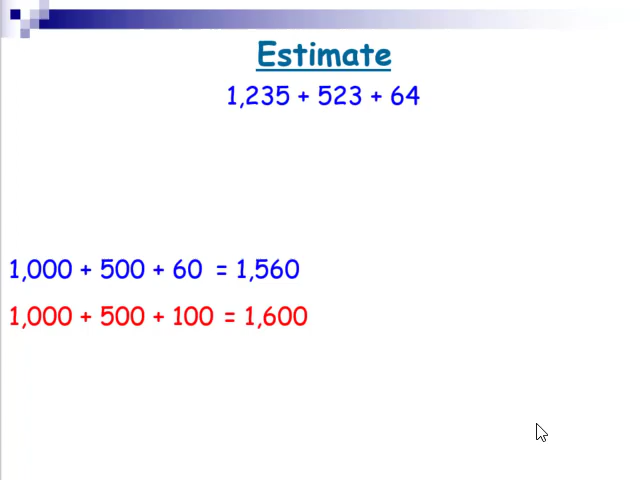 Estimate
1,235 + 523 + 64
1,000 + 500 + 60 = 1,560
1,000 + 500 + 100 = 1,600